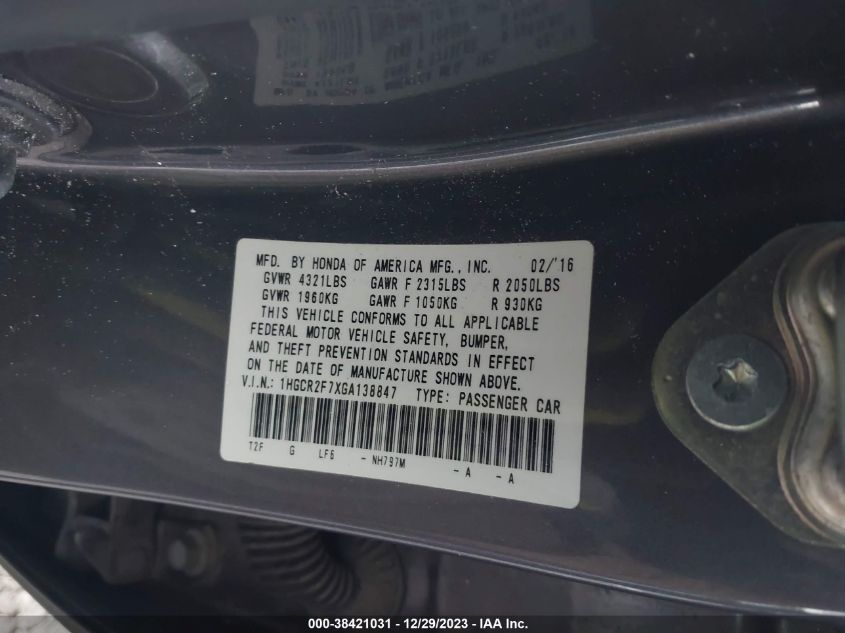 MFD. BY HONDA OF AMERICA MFG., INC. 02/'16
GVWR 4321LBS GAWR F 2315LBS R 2050LBS
GVWR 1960KG GAWR F 1050KG R 930KG
THIS VEHICLE CONFORMS TO ALL APPLICABLE
FEDERAL MOTOR VEHICLE SAFETY, BUMPER,
AND THEFT PREVENTION STANDARDS IN EFFECT
ON THE DATE OF MANUFACTURE SHOWN ABOVE.
V.I.N.: 1HGCR2F7XGA138847 TYPE: PASSENGER CAR
T2F G LF6 - NH797M - A - A
000-38421031 - 12/29/2023 - IAA Inc.